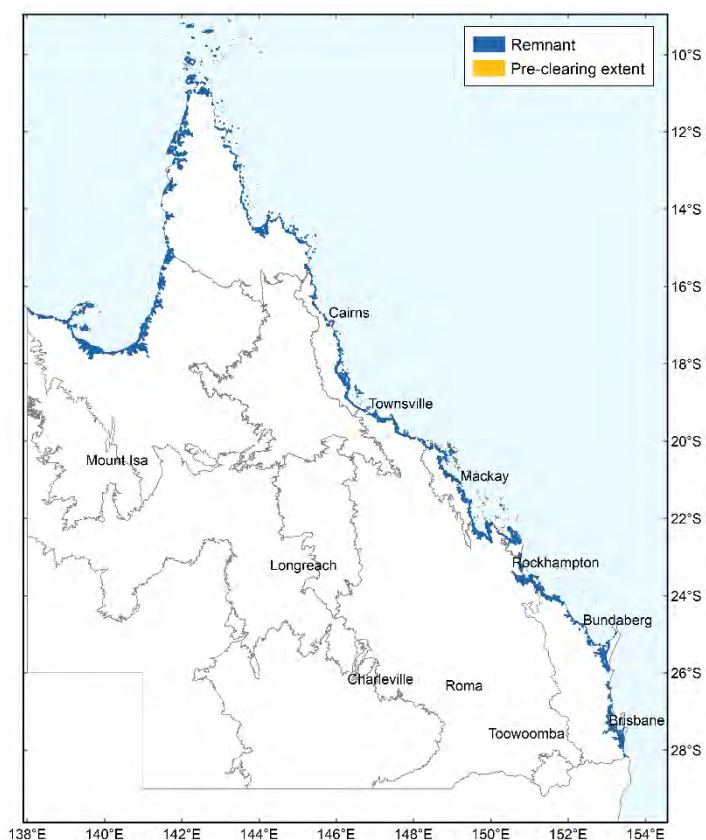 Remnant
Pre-clearing extent
10°S
12°S
14°S
16°S
Cairns
18°S
Townsville
20°S
Mount Isa
Mackay
22°S
Longreach
Rockhampton
24°S
Bundaberg
Charleville
26°S
Roma
Brisbane
Toowoomba
28°S
138°E 140°E 142°E 144°E 146°E 148°E 150°E 152°E 154°E